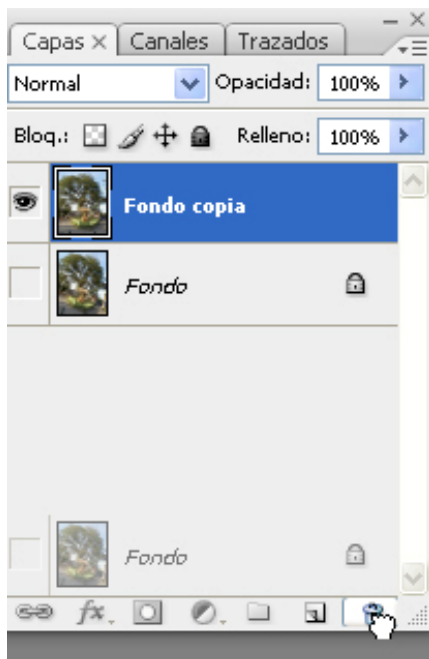 Capas × Canales Trazados
Normal Opacidad: 100%
Bloq.: Relleno: 100%
Fondo copia
Fondo
Fondo
fx.